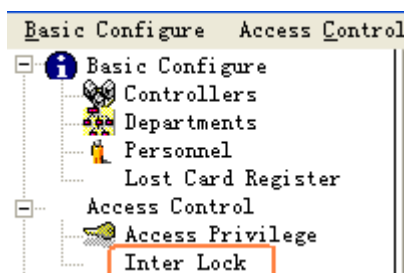 Basic Configure Access Control
Basic Configure
Controllers
Departments
Personnel
Lost Card Register
Access Control
Access Privilege
Inter Lock